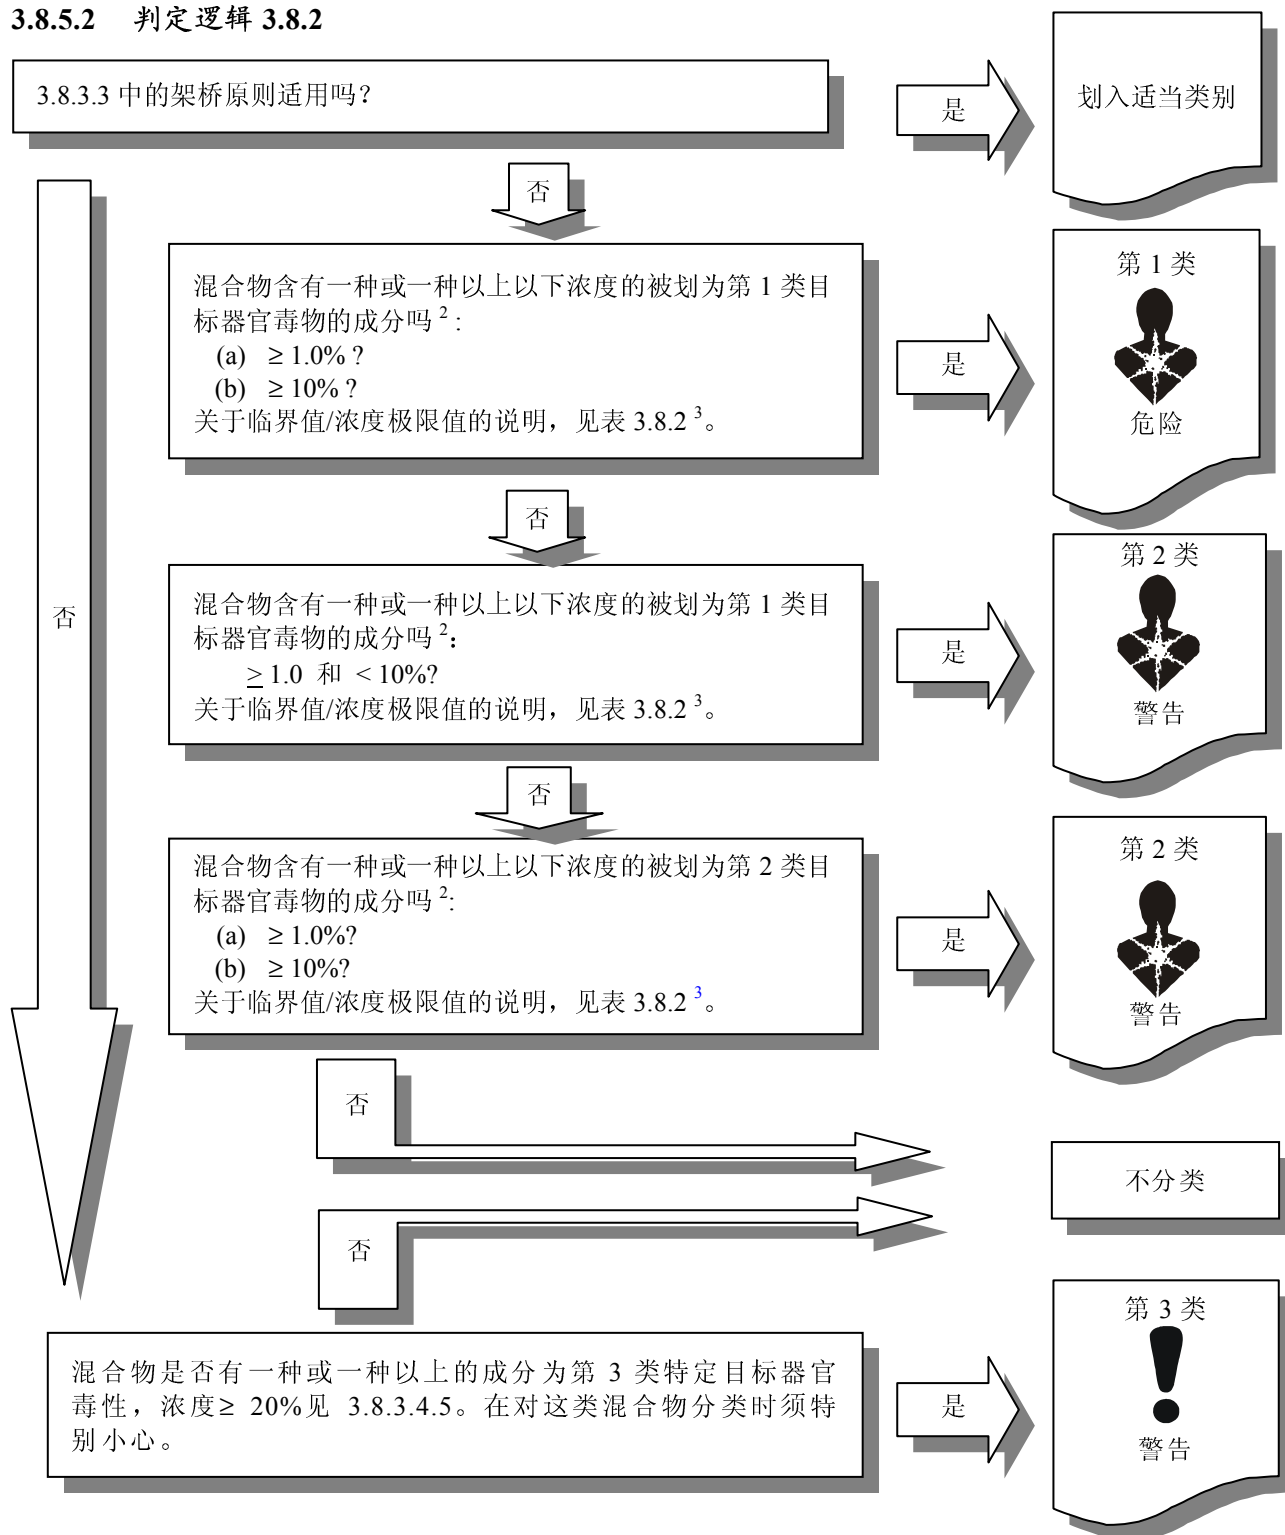 3.8.5.2 判定逻辑 3.8.2
3.8.3.3 中的架桥原则适用吗？
是
划入适当类别
否
否
混合物含有一种或一种以上以下浓度的被划为第 1 类目
标器官毒物的成分吗 2 :
(a) ≥ 1.0% ?
(b) ≥ 10% ?
关于临界值/浓度极限值的说明，见表 3.8.2 3。
是
第 1 类
危险
否
混合物含有一种或一种以上以下浓度的被划为第 1 类目
标器官毒物的成分吗 2：
≥ 1.0 和 < 10%?
关于临界值/浓度极限值的说明，见表 3.8.2 3。
是
第 2 类
警告
否
混合物含有一种或一种以上以下浓度的被划为第 2 类目
标器官毒物的成分吗 2:
(a) ≥ 1.0%?
(b) ≥ 10%?
关于临界值/浓度极限值的说明，见表 3.8.2 3。
是
第 2 类
警告
否
不分类
否
混合物是否有一种或一种以上的成分为第 3 类特定目标器官
毒性，浓度≥ 20%见 3.8.3.4.5。在对这类混合物分类时须特
别小心。
是
第 3 类
警告